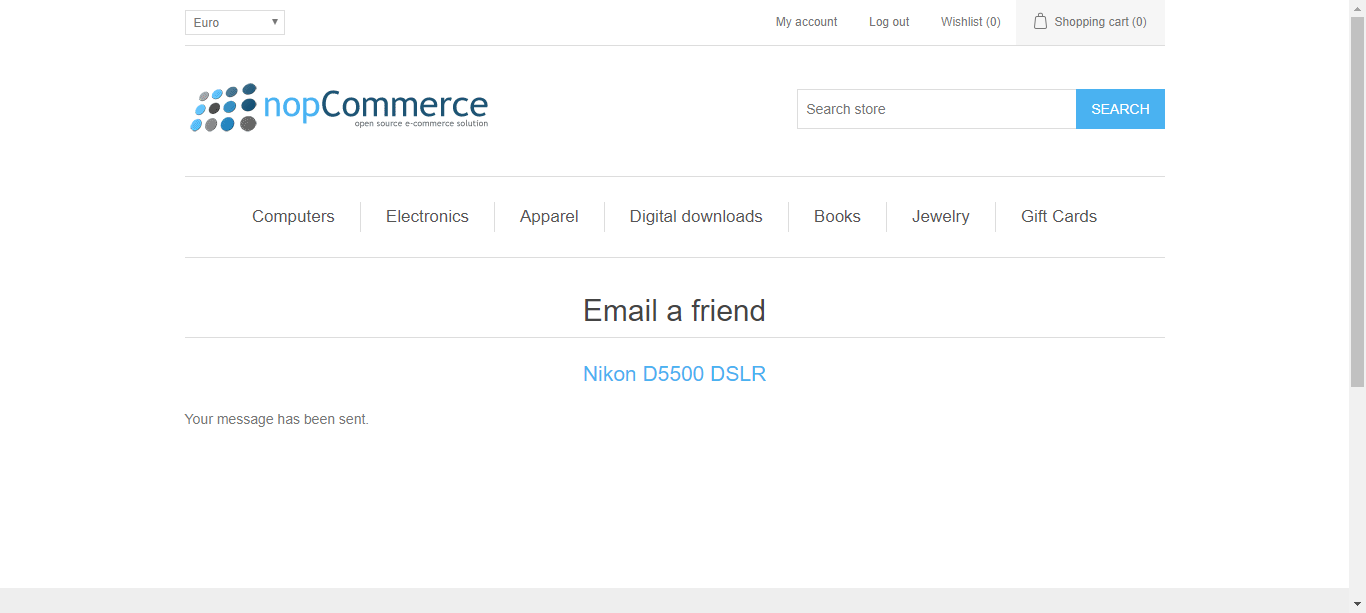 Euro
My account
Log out
Wishlist (0)
Shopping cart (0)
nopCommerce
open source e-commerce solution
Search store
SEARCH
Computers
Electronics
Apparel
Digital downloads
Books
Jewelry
Gift Cards
Email a friend
Nikon D5500 DSLR
Your message has been sent.